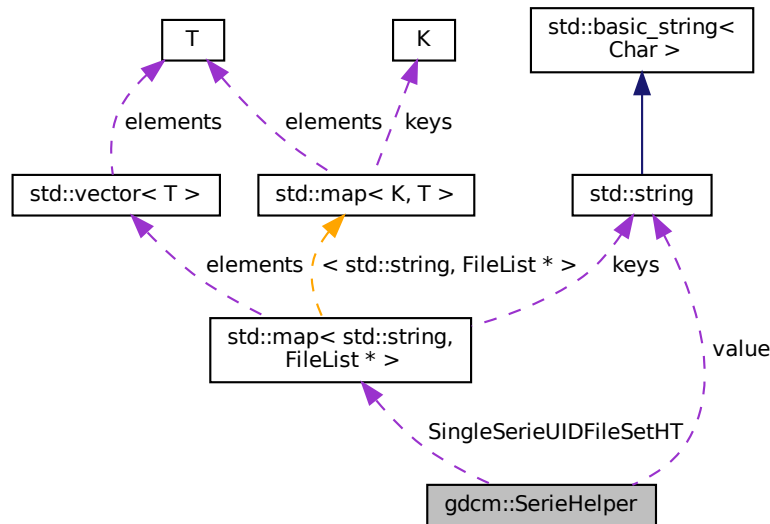 T
K
std::basic_string<
Char >
elements
elements
keys
std::vector< T >
std::map< K, T >
std::string
elements
< std::string, FileList * >
keys
std::map< std::string,
FileList * >
value
SingleSerieUIDFileSetHT
gdcm::SerieHelper